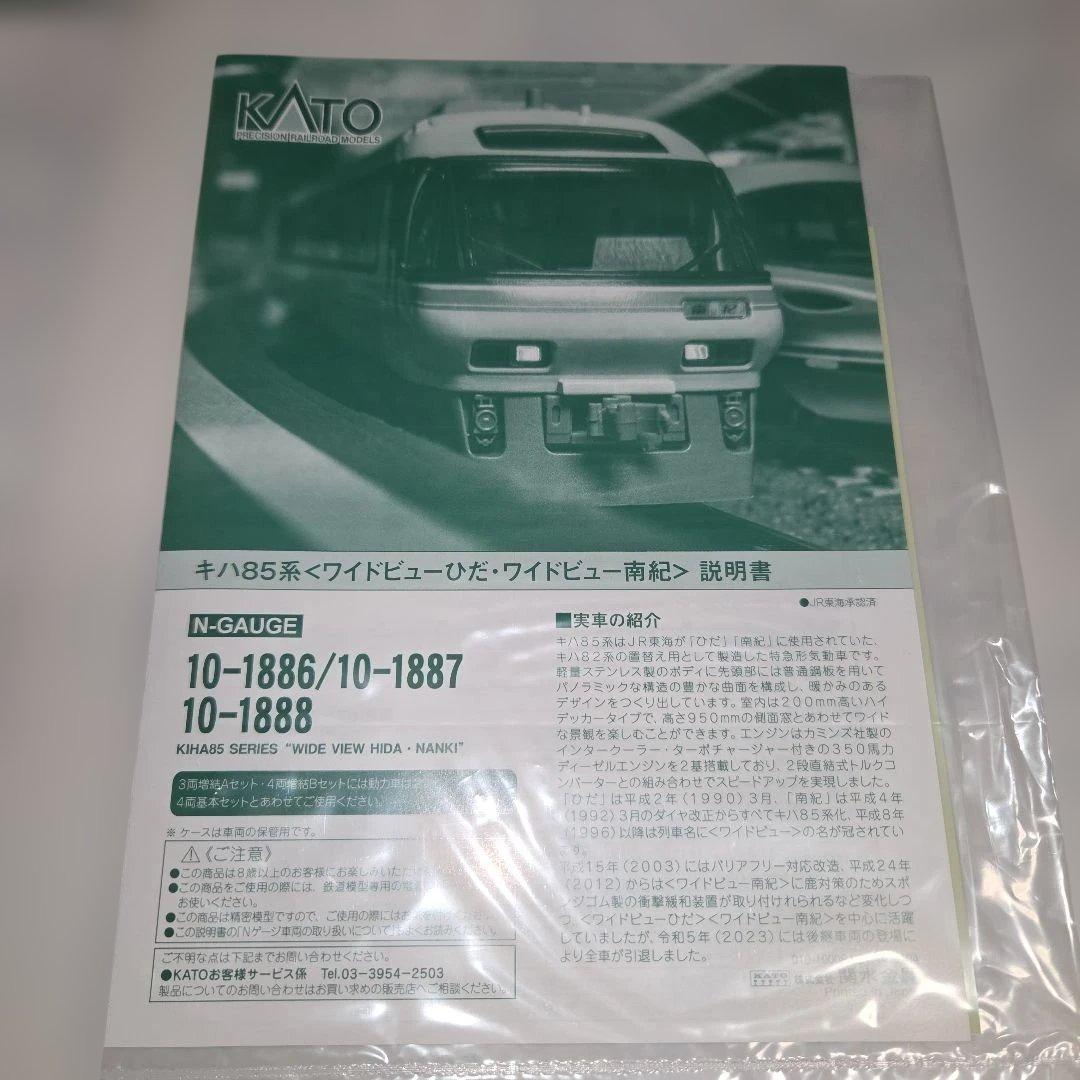 KATO
PRECISION RAILROAD MODELS
南紀
キハ85系<ワイドビューひだ・ワイドビュー南紀> 説明書
●JR東海承認済
N-GAUGE
10-1886/10-1887
10-1888
KIHA85 SERIES "WIDE VIEW HIDA・NANKI"
3両増結Aセット・4両増結Bセットには動力車は
4両基本セットとあわせてご使用ください。
※ ケースは車両の保管用です。
⚠《ご注意》
●この商品は8歳以上のお客様にお楽しみいただける
●この商品をご使用の際には、鉄道模型専用の
お使いください。
●この商品は精密模型ですので、ご使用の際には
●この説明書の「Nゲージ車両の取り扱いについて」もよくお読みください。
ご不明な点は下記までお問い合わせください。
●KATOお客様サービス係 Tel.03-3954-2503
製品についてのお問い合わせはお買い求めの販売店へご相談ください。
■実車の紹介
キハ85系はJR東海が「ひだ」「南紀」に使用されていた、
キハ82系の置替え用として製造した特急形気動車です。
軽量ステンレス製のボディに先頭部には普通鋼板を用いて
パノラミックな構造の豊かな曲面を構成し、暖かみのある
デザインをつくり出しています。室内は200mm高いハイ
デッカータイプで、高さ950mmの側面窓とあわせてワイド
な景観を楽しむことができます。エンジンはカミンズ社製の
インタークーラー・ターボチャージャー付きの350馬力
ディーゼルエンジンを2基搭載しており、2段直結式トルクコ
ンバーターとの組み合わせでスピードアップを実現しました。
「ひだ」は平成2年(1990)3月、「南紀」は平成4年
(1992)3月のダイヤ改正からすべてキハ85系化、平成8年
(1996)以降は列車名に<ワイドビュー>の名が冠されてい
ます。
平成15年(2003)にはバリアフリー対応改造、平成24年
(2012)からは<ワイドビュー南紀>に鹿対策のためスポ
ンジゴム製の衝撃緩和装置が取り付けれられるなど変化しつ
つ、<ワイドビューひだ><ワイドビュー南紀>を中心に活躍
していましたが、令和5年(2023)には後継車両の登場に
より全車が引退しました。
KATO 株式会社 関水金属